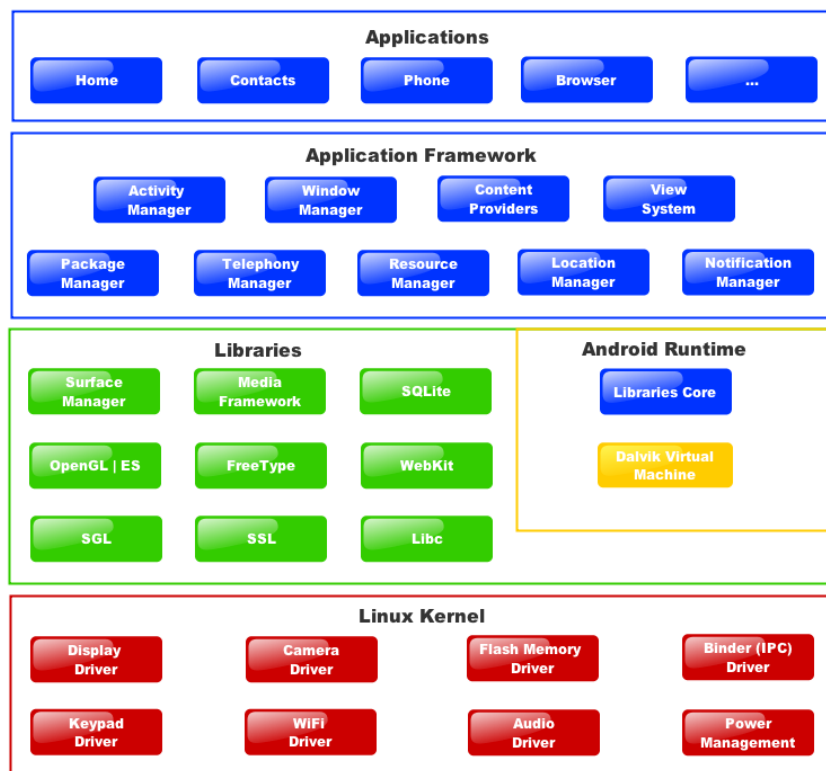 Applications
Home
Contacts
Phone
Browser
...
Application Framework
Activity
Manager
Window
Manager
Content
Providers
View
System
Package
Manager
Telephony
Manager
Resource
Manager
Location
Manager
Notification
Manager
Libraries
Surface
Manager
Media
Framework
SQLite
OpenGL | ES
FreeType
WebKit
SGL
SSL
Libc
Android Runtime
Libraries Core
Dalvik Virtual
Machine
Linux Kernel
Display
Driver
Camera
Driver
Flash Memory
Driver
Binder (IPC)
Driver
Keypad
Driver
WiFi
Driver
Audio
Driver
Power
Management